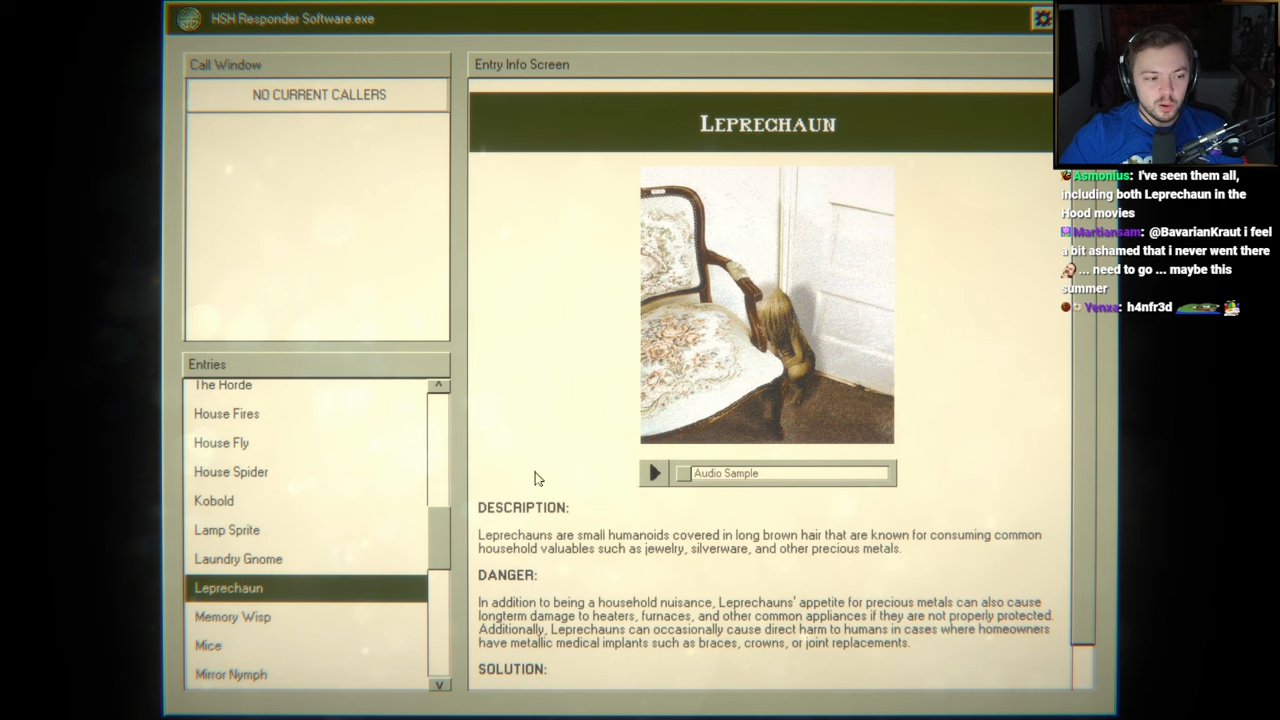 HSH Responder Software.exe
Call Window
NO CURRENT CALLERS
Entries
The Horde
House Fires
House Fly
House Spider
Kobold
Lamp Sprite
Laundry Gnome
Leprechaun
Memory Wisp
Mice
Mirror Nymph
Entry Info Screen
LEPRECHAUN
Audio Sample
DESCRIPTION:
Leprechauns are small humanoids covered in long brown hair that are known for consuming common
household valuables such as jewelry, silverware, and other precious metals.
DANGER:
In addition to being a household nuisance, Leprechauns' appetite for precious metals can also cause
longterm damage to heaters, furnaces, and other common appliances if they are not properly protected.
Additionally, Leprechauns can occasionally cause direct harm to humans in cases where homeowners
have metallic medical implants such as braces, crowns, or joint replacements.
SOLUTION:
Asmonius: I've seen them all,
including both Leprechaun in the
Hood movies
Martiansam: @BavarianKraut i feel
a bit ashamed that i never went there
... need to go ... maybe this
summer
Yenxa: h4nfr3d